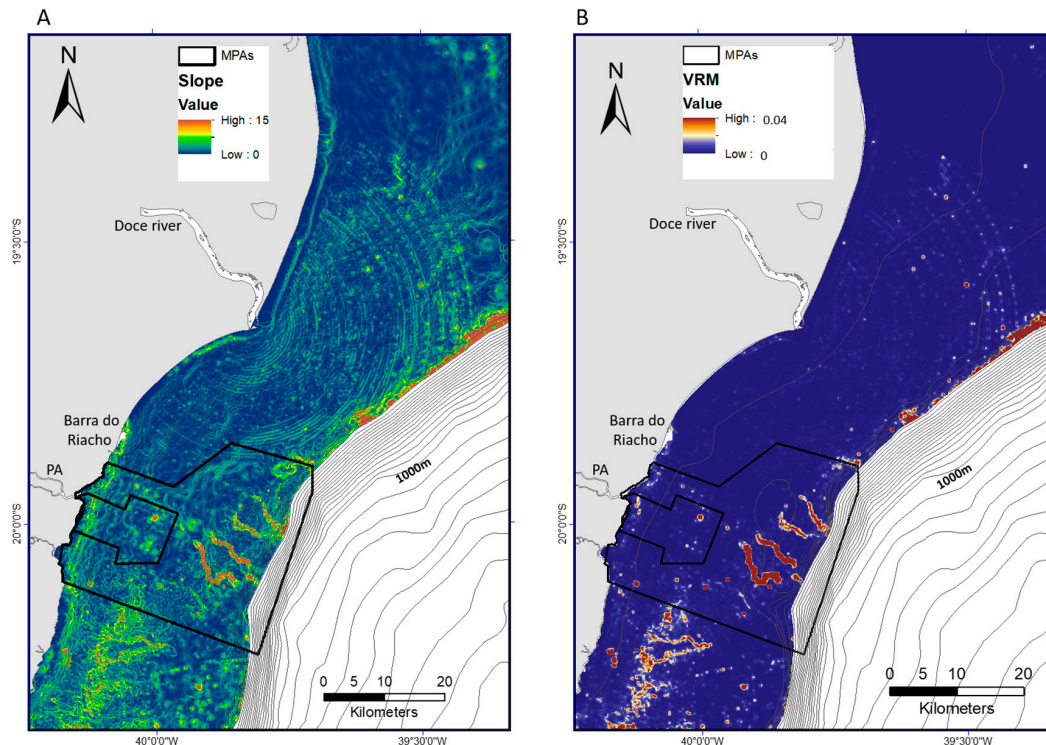 A
N
MPAs
Slope
Value
High : 15
Low : 0
Doce river
Barra do
Riacho
PA
1000m
19°30'0"S
20°0'0"S
0 10 20
Kilometers
40°0'0"W
39°30'0"W
B
N
MPAs
VRM
Value
High : 0.04
Low : 0
Doce river
Barra do
Riacho
PA
1000m
19°30'0"S
20°0'0"S
0 10 20
Kilometers
40°0'0"W
39°30'0"W